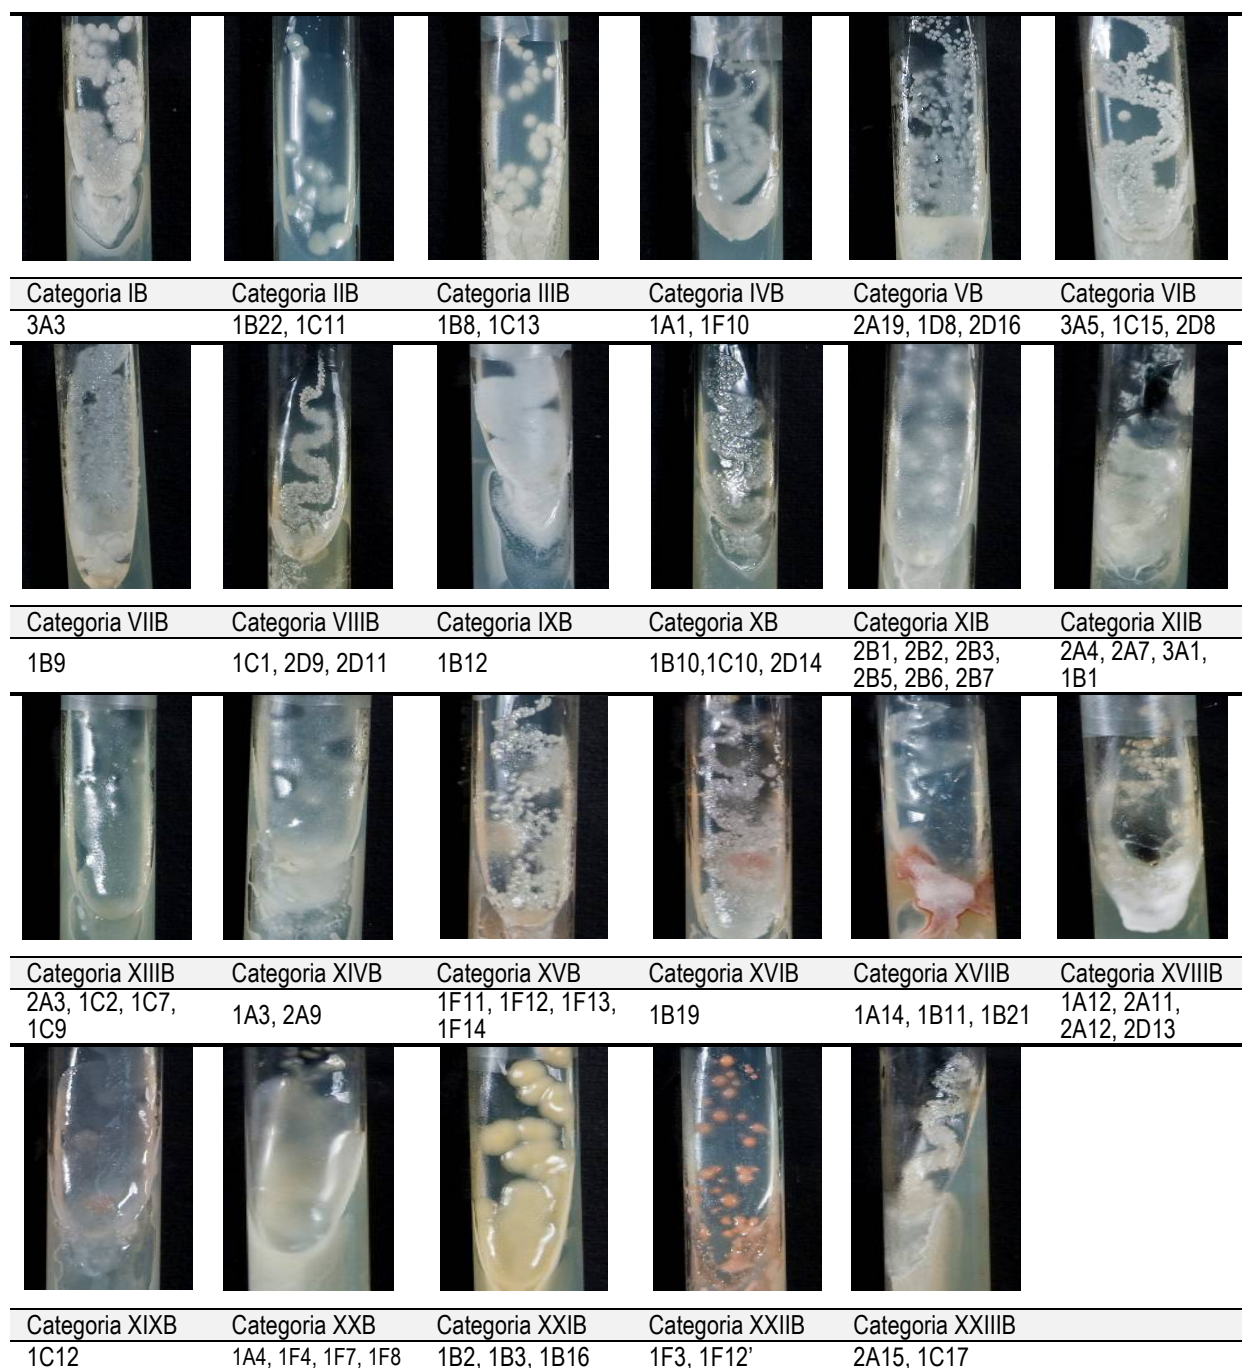 Categoria IB Categoria IIB Categoria IIIB Categoria IVB Categoria VB Categoria VIB
3A3 1B22, 1C11 1B8, 1C13 1A1, 1F10 2A19, 1D8, 2D16 3A5, 1C15, 2D8
Categoria VIIB Categoria VIIIB Categoria IXB Categoria XB Categoria XIB Categoria XIIB
1B9 1C1, 2D9, 2D11 1B12 1B10,1C10, 2D14 2B1, 2B2, 2B3, 2A4, 2A7, 3A1,
2B5, 2B6, 2B7 1B1
Categoria XIIIB Categoria XIVB Categoria XVB Categoria XVIB Categoria XVIIB Categoria XVIIIB
2A3, 1C2, 1C7, 1A3, 2A9 1F11, 1F12, 1F13, 1B19 1A14, 1B11, 1B21 1A12, 2A11,
1C9 1F14 2A12, 2D13
Categoria XIXB Categoria XXB Categoria XXIB Categoria XXIIB Categoria XXIIIB
1C12 1A4, 1F4, 1F7, 1F8 1B2, 1B3, 1B16 1F3, 1F12' 2A15, 1C17